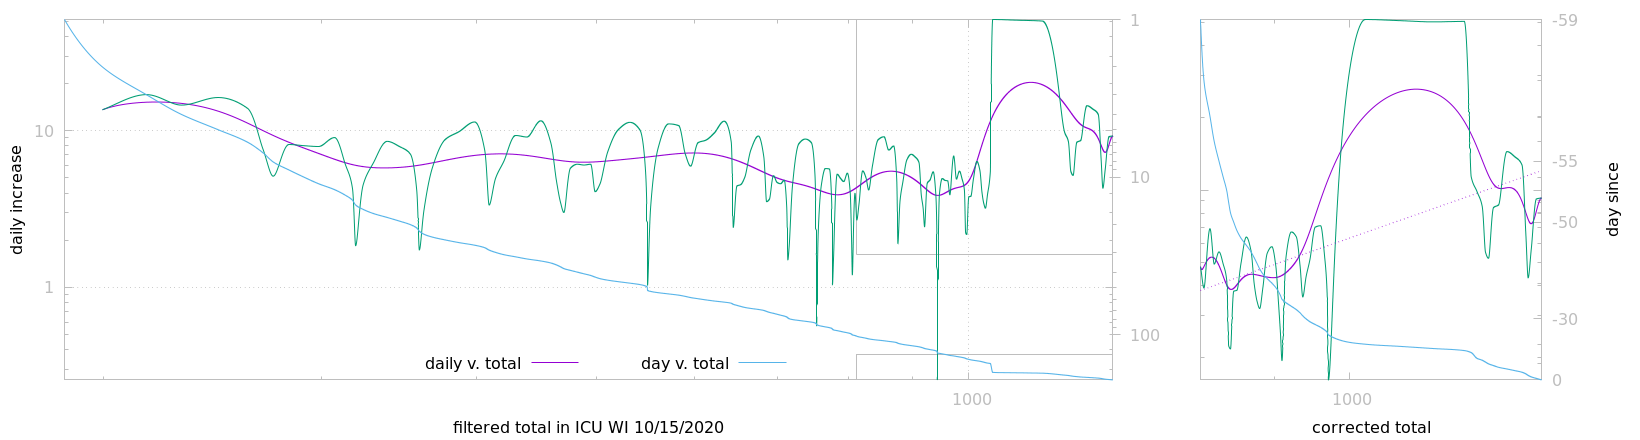 daily increase
10
1
daily v. total
day v. total
1
10
100
1000
filtered total in ICU WI 10/15/2020
-59
-55
-50
-30
0
day since
1000
corrected total